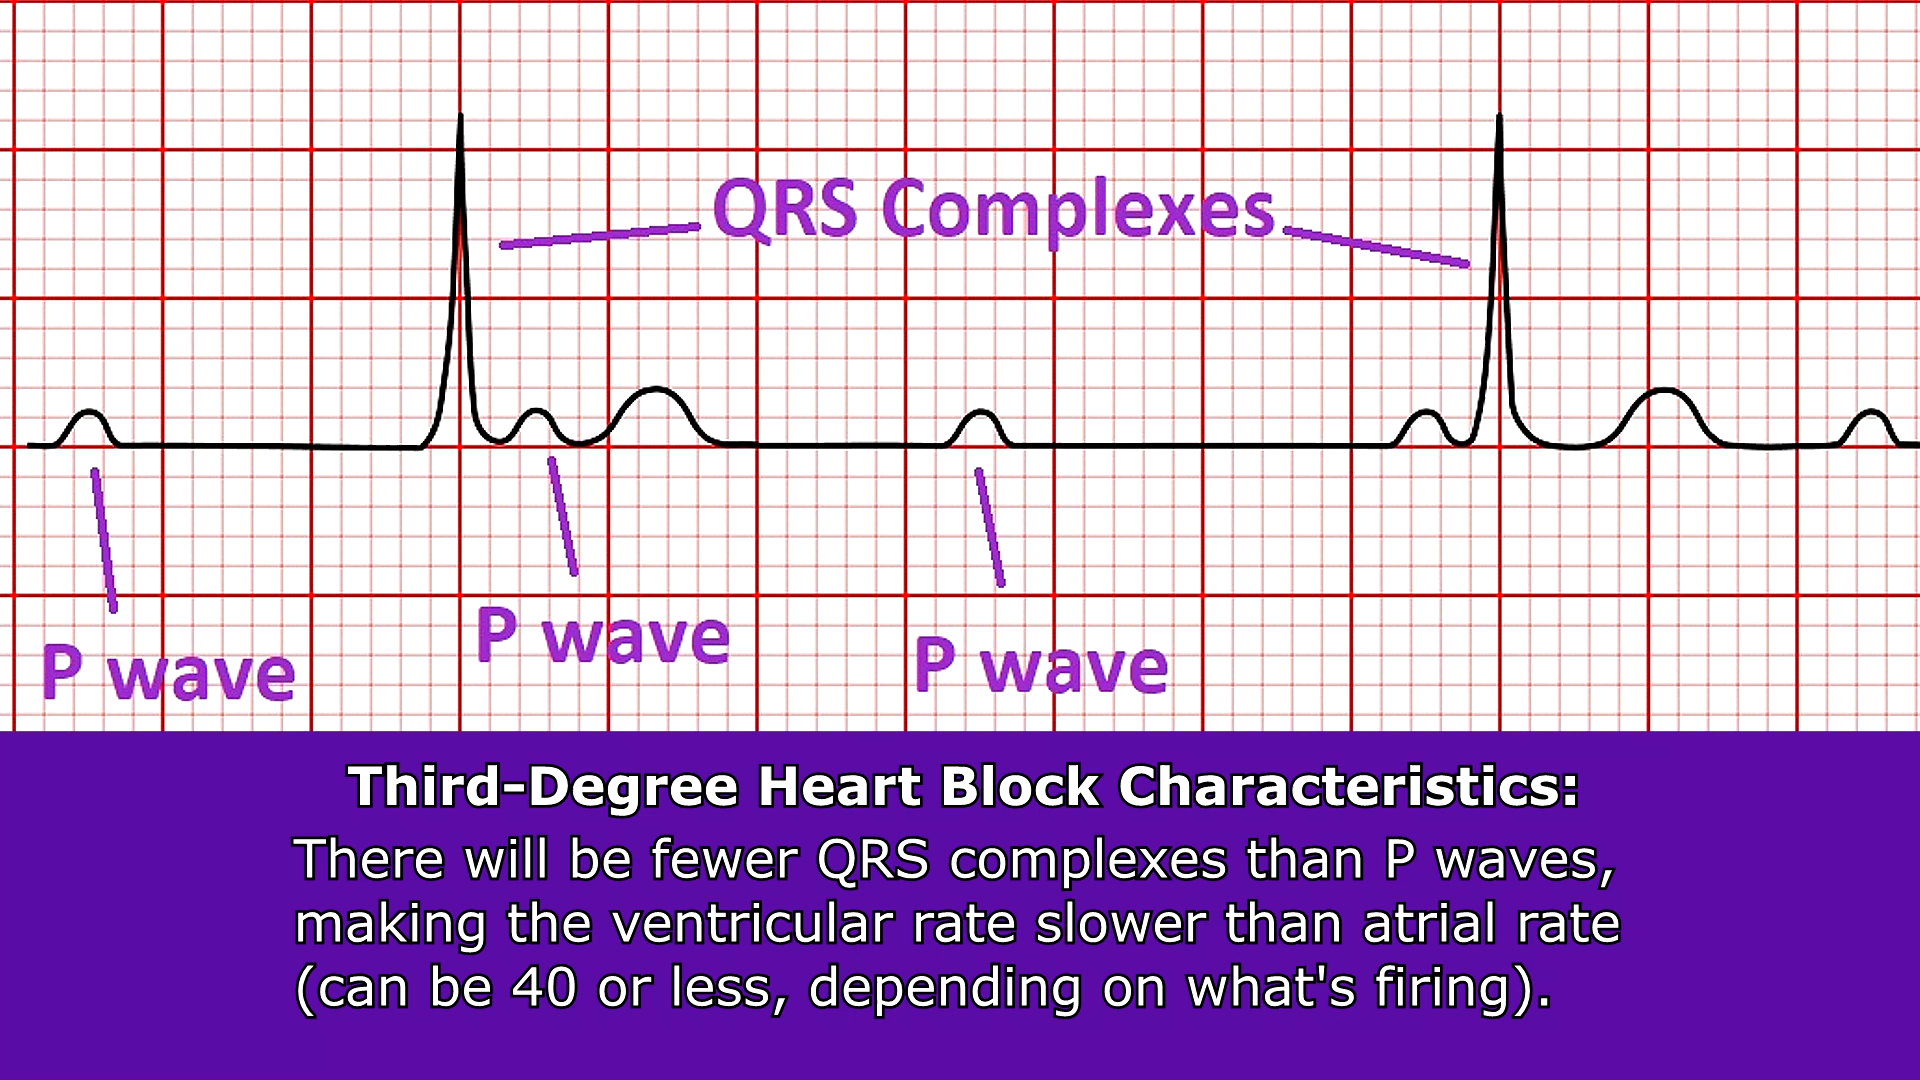 QRS Complexes
P wave
P wave
P wave
Third-Degree Heart Block Characteristics:
There will be fewer QRS complexes than P waves,
making the ventricular rate slower than atrial rate
(can be 40 or less, depending on what's firing).